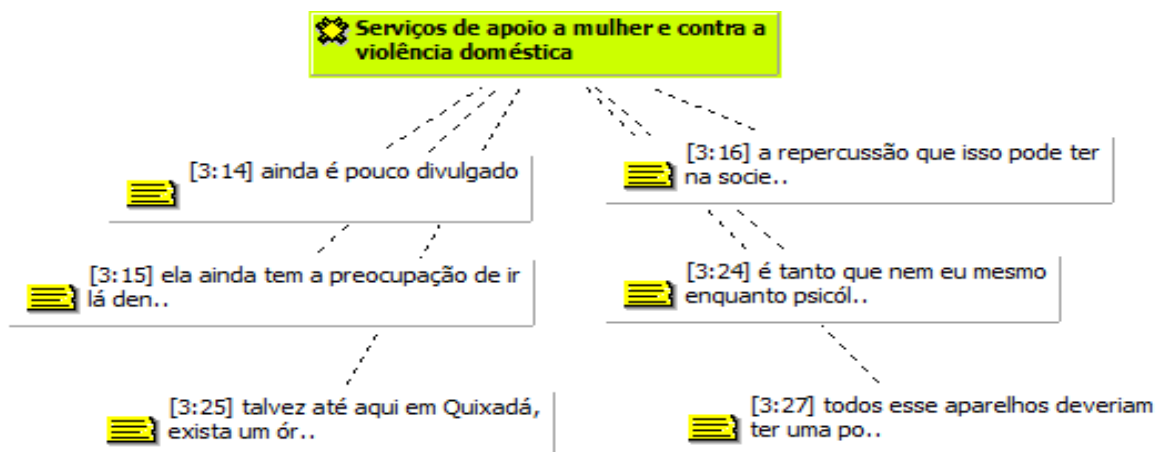 Serviços de apoio a mulher e contra a
violência doméstica
[3:14] ainda é pouco divulgado
[3:16] a repercussão que isso pode ter
na socie..
[3:15] ela ainda tem a preocupação de ir
lá den..
[3:24] é tanto que nem eu mesmo
enquanto psicól..
[3:25] talvez até aqui em Quixadá,
exista um ór..
[3:27] todos esse aparelhos deveriam
ter uma po..